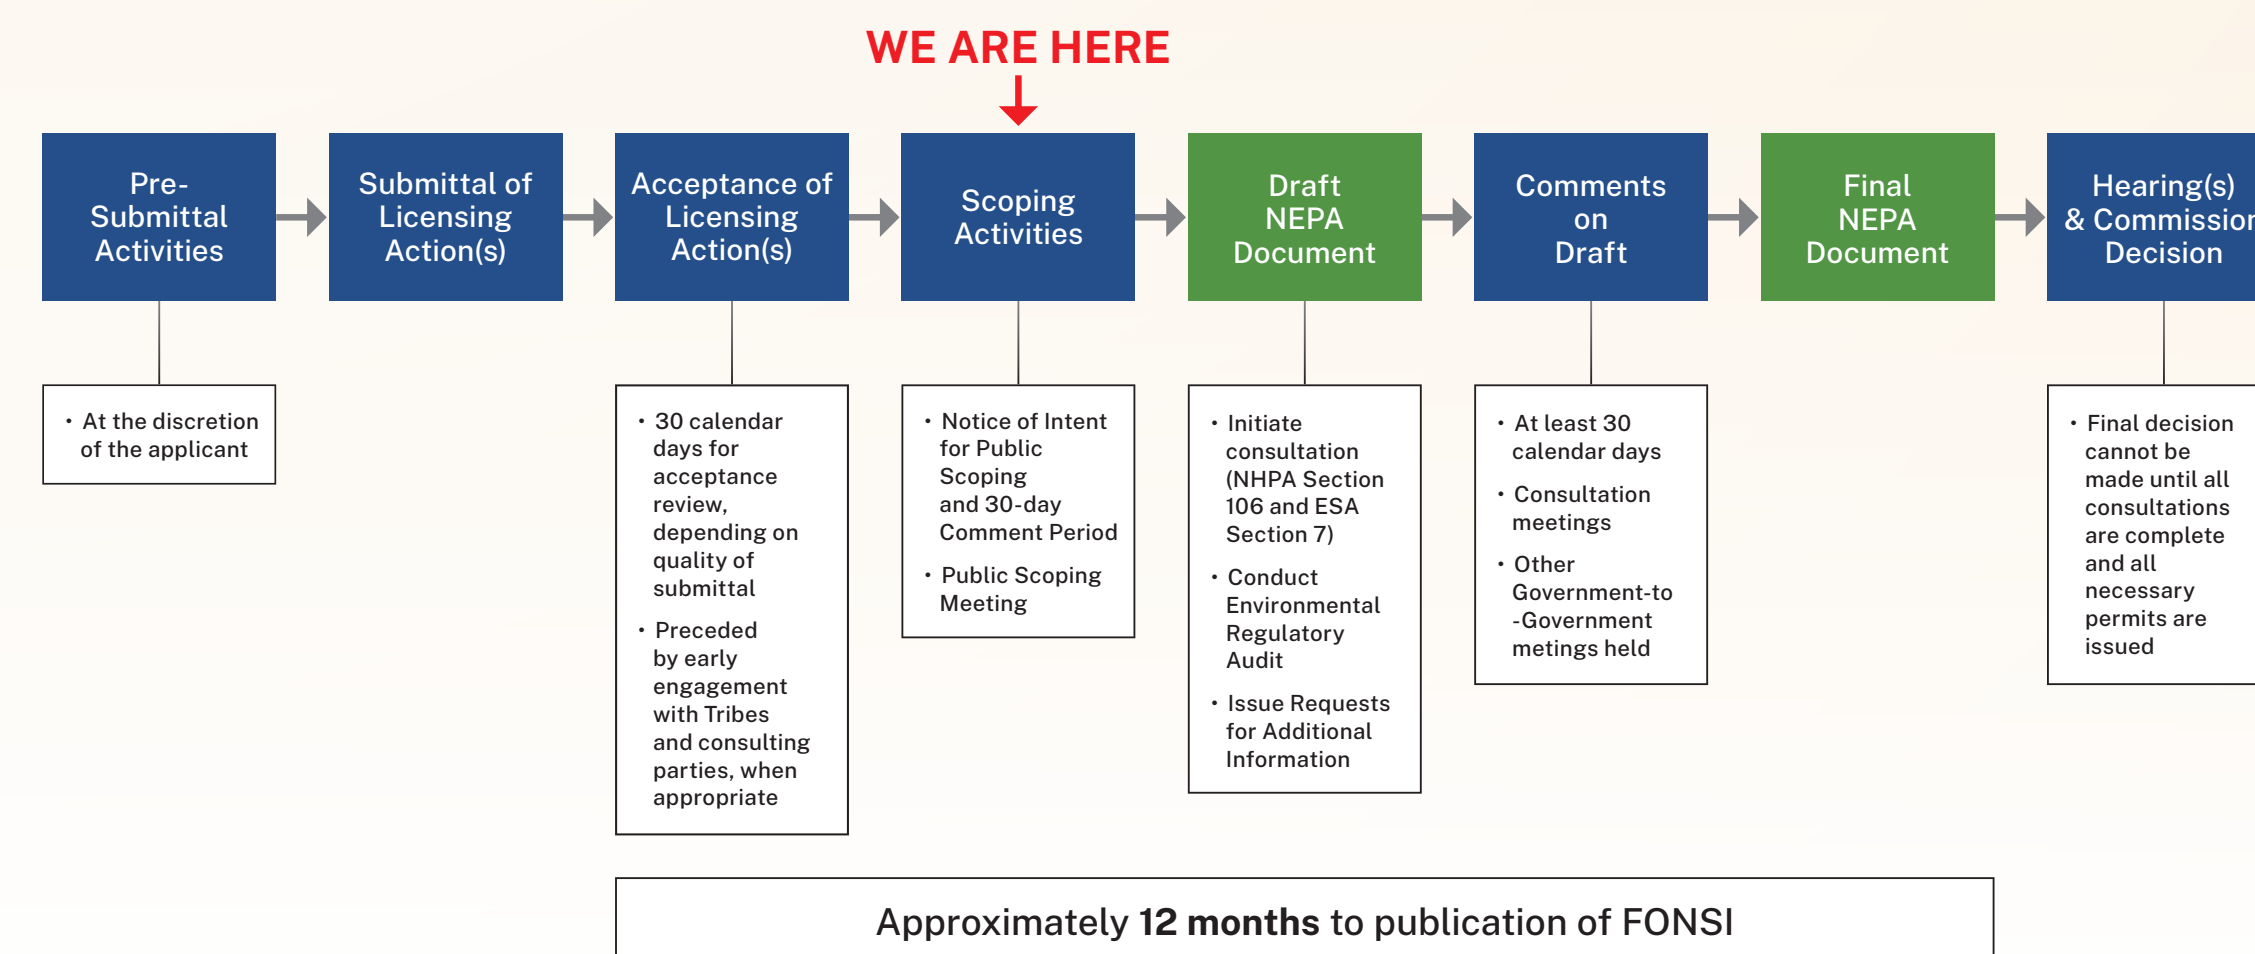 WE ARE HERE
Pre-
Submittal
Activities
Submittal of
Licensing
Action(s)
Acceptance of
Licensing
Action(s)
Scoping
Activities
Draft
NEPA
Document
Comments
on
Draft
Final
NEPA
Document
Hearing(s)
& Commission
Decision
• At the discretion
of the applicant
• 30 calendar
days for
acceptance
review,
depending on
quality of
submittal
• Preceded
by early
engagement
with Tribes
and consulting
parties, when
appropriate
• Notice of Intent
for Public
Scoping
and 30-day
Comment Period
• Public Scoping
Meeting
• Initiate
consultation
(NHPA Section
106 and ESA
Section 7)
• Conduct
Environmental
Regulatory
Audit
• Issue Requests
for Additional
Information
• At least 30
calendar days
• Consultation
meetings
• Other
Government-to
-Government
metings held
• Final decision
cannot be
made until all
consultations
are complete
and all
necessary
permits are
issued
Approximately 12 months to publication of FONSI